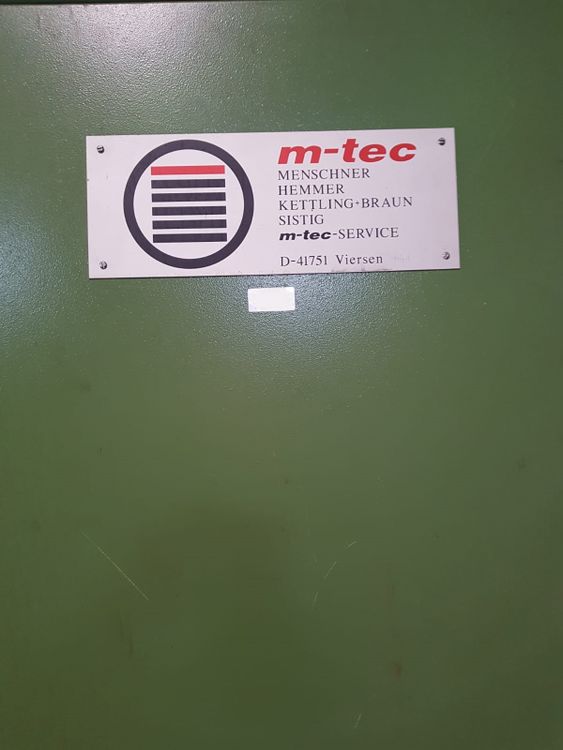 m-tec
MENSCHNER
HEMMER
KETTLING+BRAUN
SISTIG
m-tec-SERVICE
D-41751 Viersen